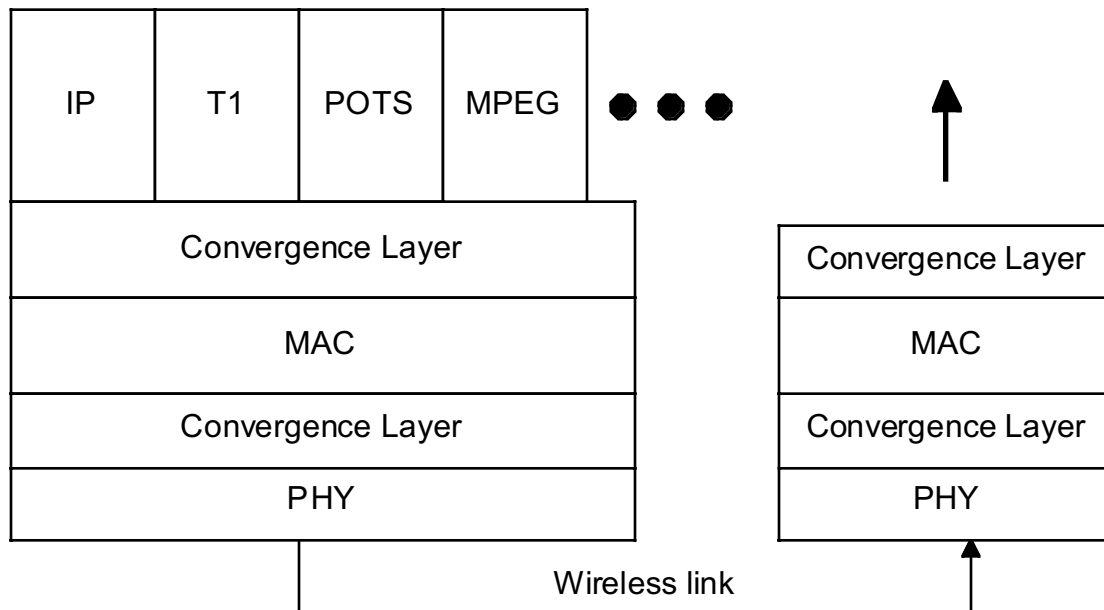 IP T1 POTS MPEG
Convergence Layer
MAC
Convergence Layer
PHY
Convergence Layer
MAC
Convergence Layer
PHY
Wireless link